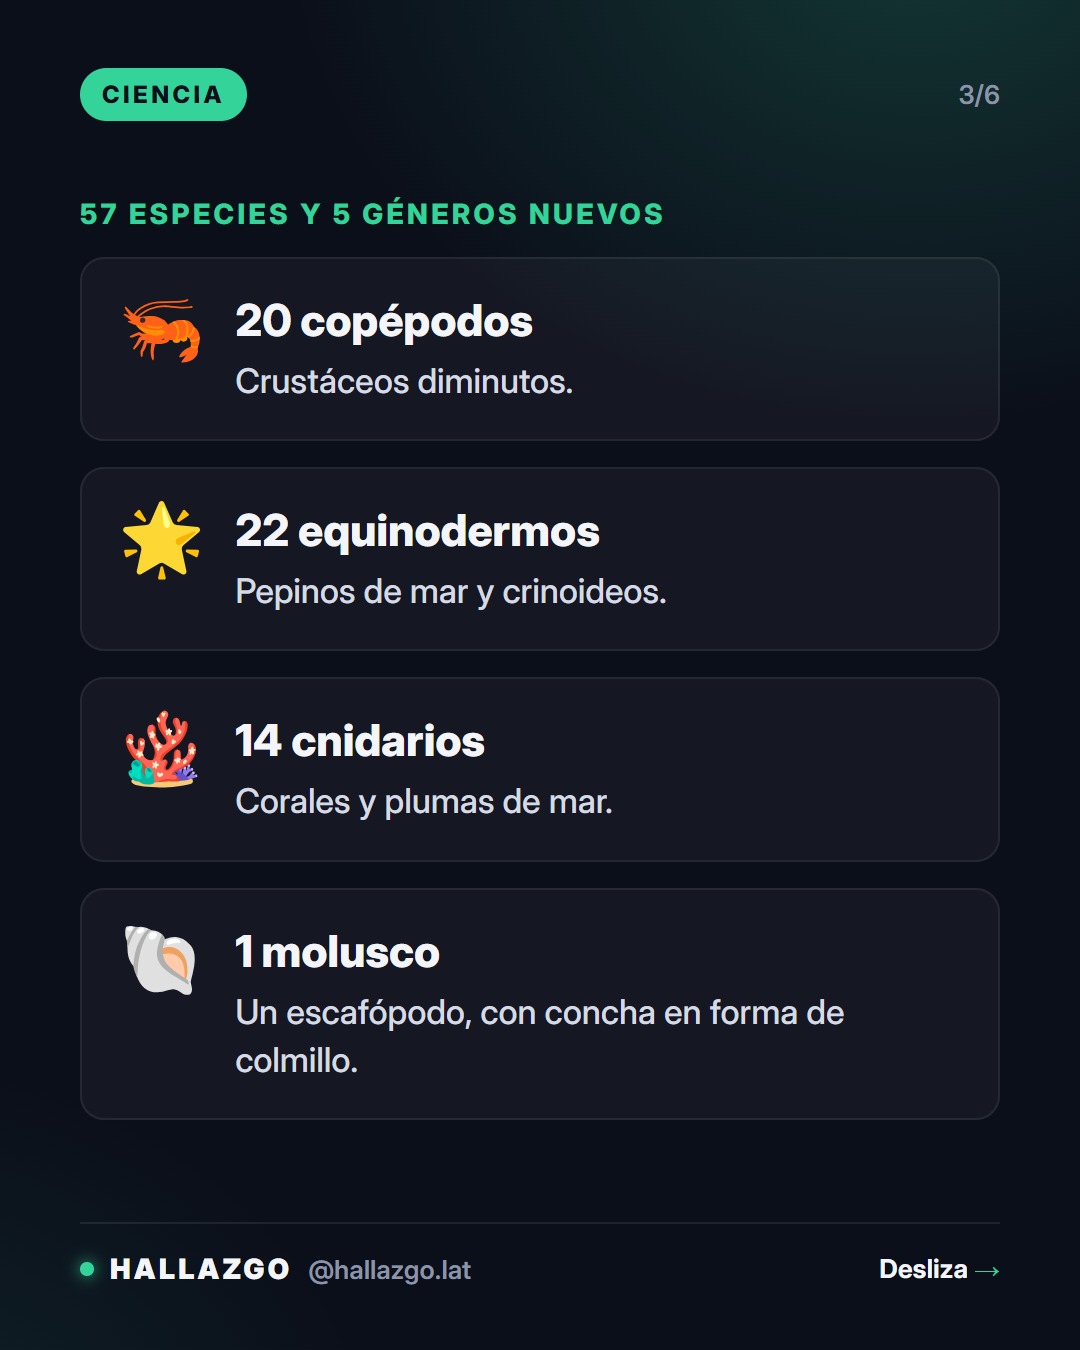 CIENCIA
3/6
57 ESPECIES Y 5 GÉNEROS NUEVOS
20 copépodos
Crustáceos diminutos.
22 equinodermos
Pepinos de mar y crinoideos.
14 cnidarios
Corales y plumas de mar.
1 molusco
Un escafópodo, con concha en forma de
colmillo.
HALLAZGO @hallazgo.lat
Desliza →